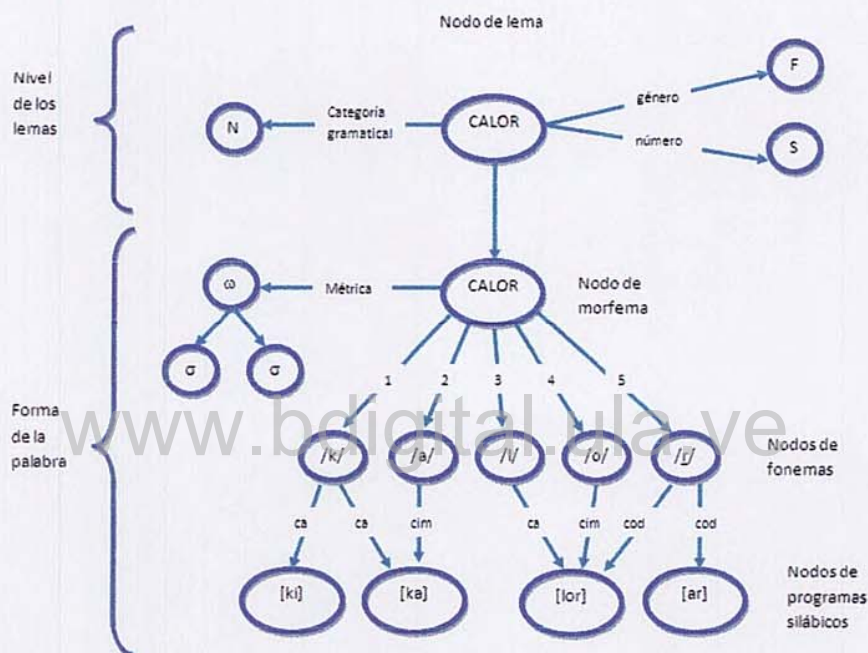 Nodo de lema
Nivel
de los
lemas
N
Categoría
gramatical
CALOR
género
F
número
S
ω
Métrica
CALOR
Nodo de
morfema
σ
σ
1
2
3
4
5
Forma
de la
palabra
www.bdigital.ula.ve
/k/
/a/
/l/
/o/
/r/
Nodos de
fonemas
ca
ca
cim
ca
cim
cod
cod
[ki]
[ka]
[lor]
[ar]
Nodos de
programas
silábicos